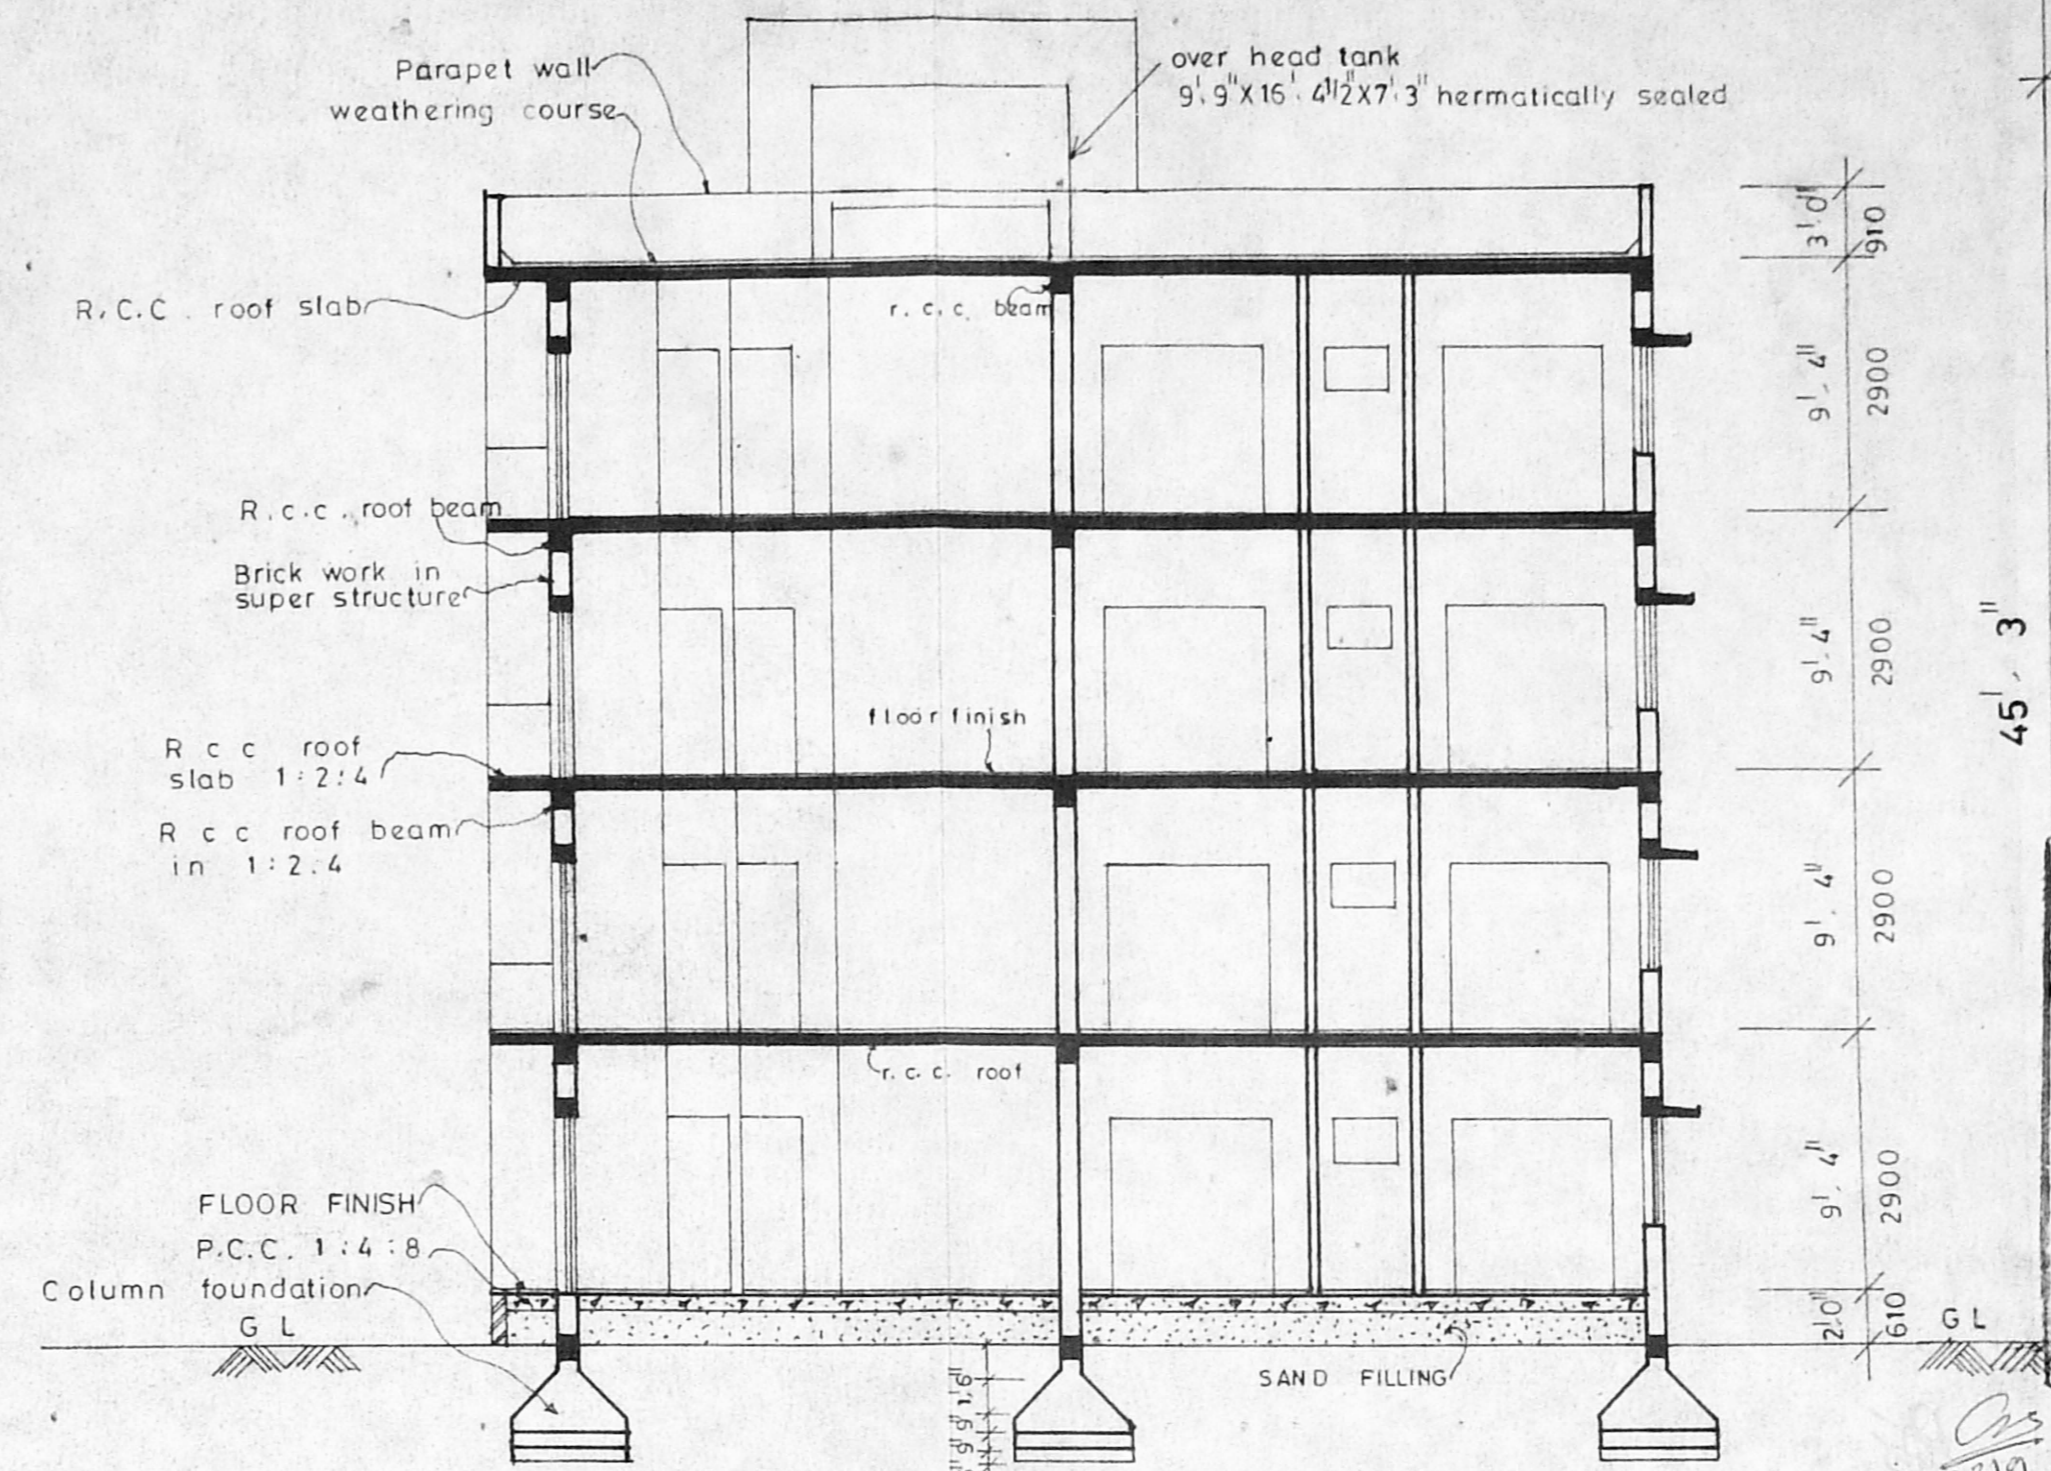 Parapet wall
weathering course
over head tank
9'.9"X16'.4½"X7'.3" hermatically sealed
R.C.C. roof slab
r.c.c. beam
R.c.c. roof beam
Brick work in
super structure
floor finish
R c c roof
slab 1:2:4
R c c roof beam
in 1:2:4
r.c.c. roof
FLOOR FINISH
P.C.C. 1:4:8
Column foundation
G L
SAND FILLING
3'.0"
910
9'.4"
2900
9'.4"
2900
9'.4"
2900
9'.4"
2900
2'.0"
610
G L
45'-3"